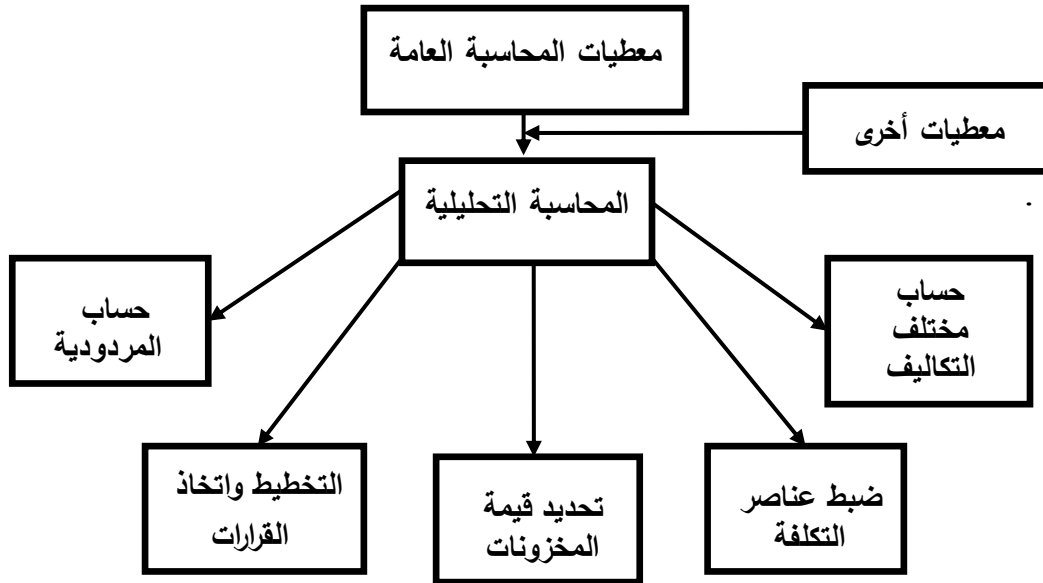 معطيات المحاسبة العامة
معطيات أخرى
المحاسبة التحليلية
حساب
مختلف
التكاليف
حساب
المردودية
ضبط عناصر
التكلفة
تحديد قيمة
المخزونات
التخطيط واتخاذ
القرارات